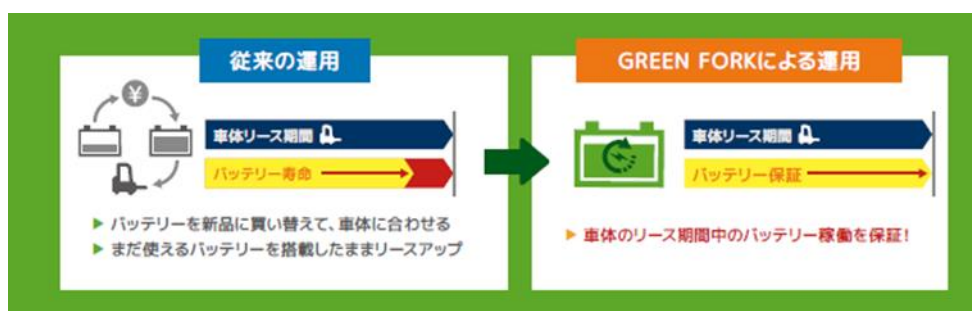 従来の運用
¥
車体リース期間
バッテリー寿命
▶ バッテリーを新品に買い替えて、車体に合わせる
▶ まだ使えるバッテリーを搭載したままリースアップ
GREEN FORKによる運用
車体リース期間
バッテリー保証
▶ 車体のリース期間中のバッテリー稼働を保証!